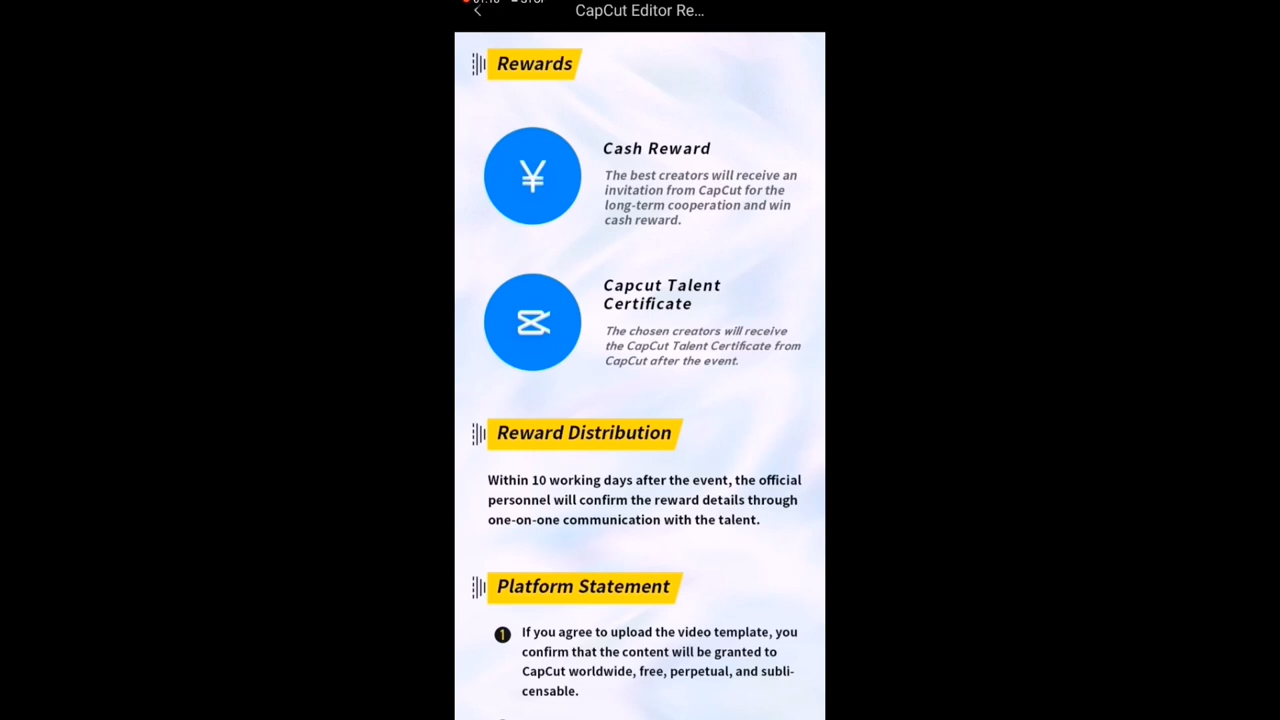 CapCut Editor Re...
Rewards
¥
Cash Reward
The best creators will receive an
invitation from CapCut for the
long-term cooperation and win
cash reward.
Capcut Talent
Certificate
The chosen creators will receive
the CapCut Talent Certificate from
CapCut after the event.
Reward Distribution
Within 10 working days after the event, the official
personnel will confirm the reward details through
one-on-one communication with the talent.
Platform Statement
1 If you agree to upload the video template, you
confirm that the content will be granted to
CapCut worldwide, free, perpetual, and subli-
censable.